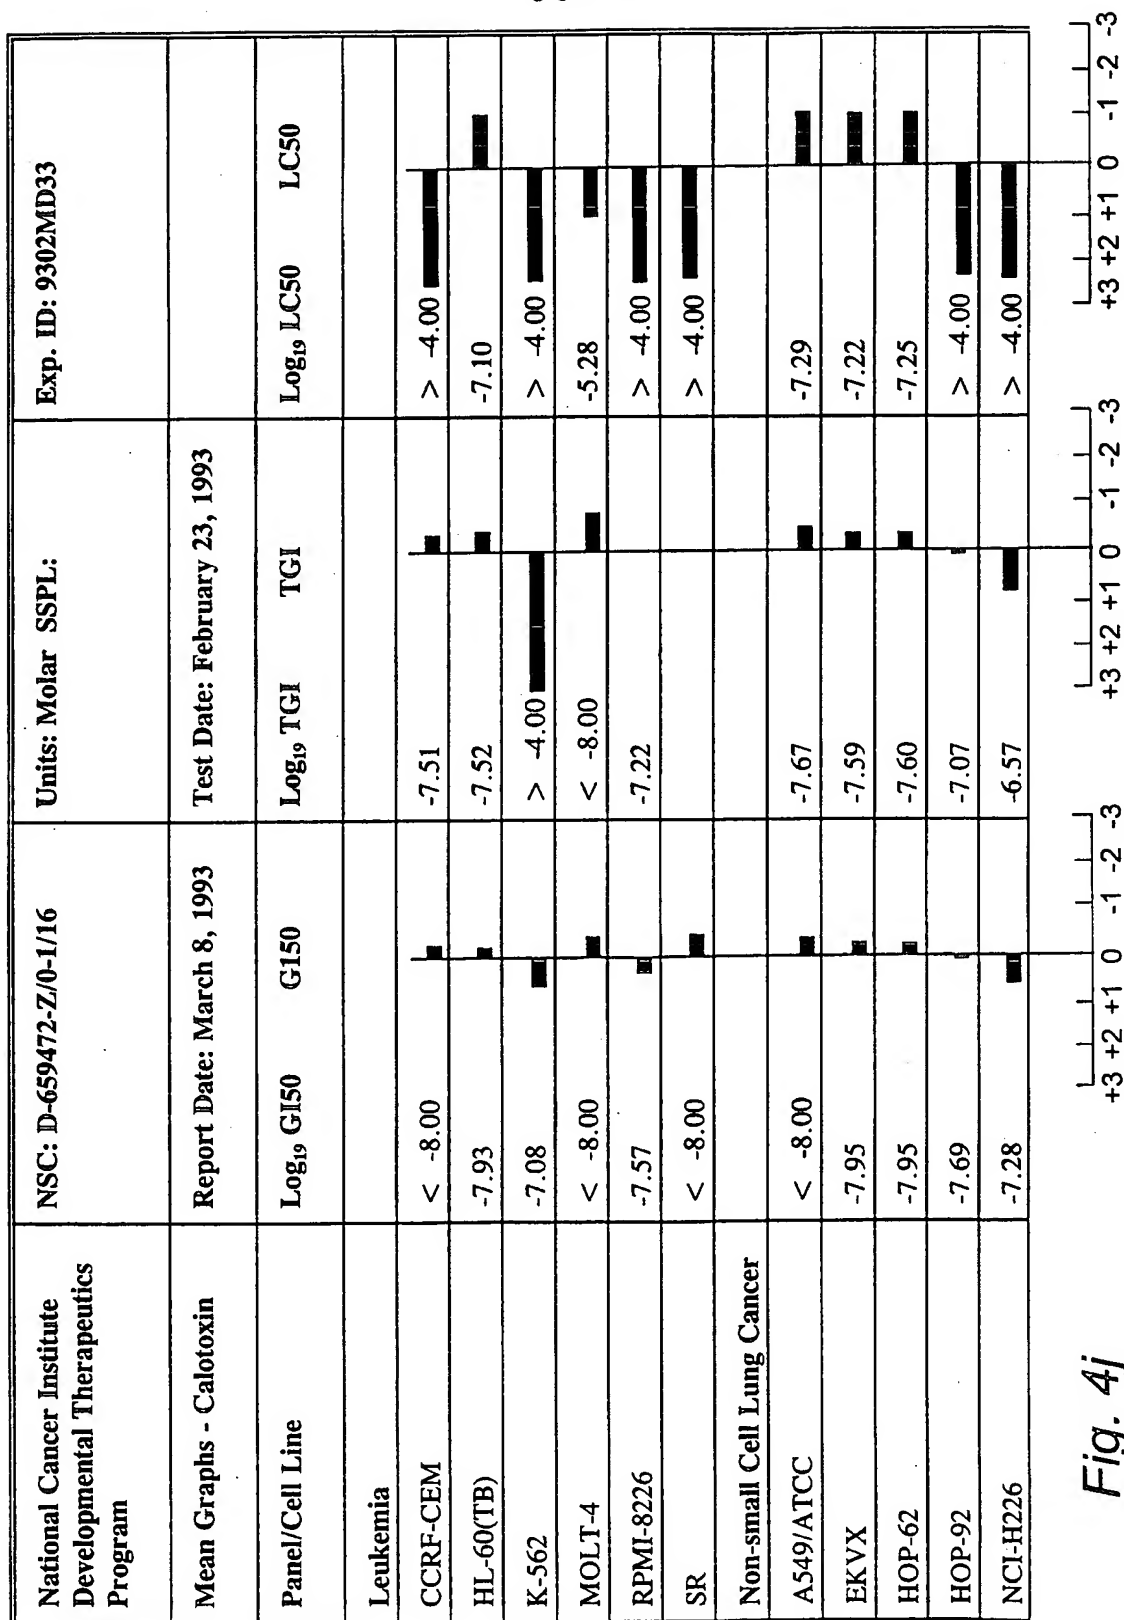 National Cancer Institute
Developmental Therapeutics
Program
NSC: D-659472-Z/0-1/16
Units: Molar SSPL:
Exp. ID: 9302MD33
Mean Graphs - Calotoxin
Report Date: March 8, 1993
Test Date: February 23, 1993
Panel/Cell Line
Log₁₉ GI50 G150
Log₁₉ TGI TGI
Log₁₉ LC50 LC50
Leukemia
CCRF-CEM < -8.00 -7.51 > -4.00
HL-60(TB) -7.93 -7.52 -7.10
K-562 -7.08 > -4.00 > -4.00
MOLT-4 < -8.00 < -8.00 -5.28
RPMI-8226 -7.57 -7.22 > -4.00
SR < -8.00 > -4.00
Non-small Cell Lung Cancer
A549/ATCC < -8.00 -7.67 -7.29
EKVX -7.95 -7.59 -7.22
HOP-62 -7.95 -7.60 -7.25
HOP-92 -7.69 -7.07 > -4.00
NCI-H226 -7.28 -6.57 > -4.00
+3 +2 +1 0 -1 -2 -3 +3 +2 +1 0 -1 -2 -3 +3 +2 +1 0 -1 -2 -3
Fig. 4j